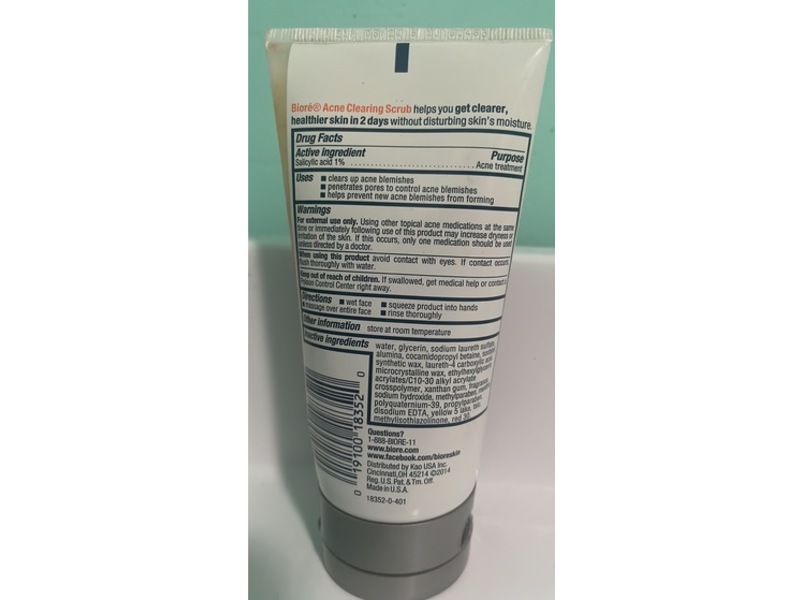 Bioré® Acne Clearing Scrub helps you get clearer,
healthier skin in 2 days without disturbing skin's moisture.
Drug Facts
Active ingredient Purpose
Salicylic acid 1% ........................................ Acne treatment
Uses ■ clears up acne blemishes
■ penetrates pores to control acne blemishes
■ helps prevent new acne blemishes from forming
Warnings
For external use only. Using other topical acne medications at the same
time or immediately following use of this product may increase dryness or
irritation of the skin. If this occurs, only one medication should be used
unless directed by a doctor.
When using this product avoid contact with eyes. If contact occurs,
flush thoroughly with water.
Keep out of reach of children. If swallowed, get medical help or contact a
Poison Control Center right away.
Directions ■ wet face ■ squeeze product into hands
■ massage over entire face ■ rinse thoroughly
Other information store at room temperature
Inactive ingredients water, glycerin, sodium laureth sulfate,
alumina, cocamidopropyl betaine,
synthetic wax, laureth-4 carboxylic acid,
microcrystalline wax, ethylhexylglycerin,
acrylates/C10-30 alkyl acrylate
crosspolymer, xanthan gum, fragrance,
sodium hydroxide, methylparaben, menthol,
polyquaternium-39, propylparaben,
disodium EDTA, yellow 5 lake, talc,
methylisothiazolinone, red 30
0 19100 18352 0
Questions?
1-888-BIORE-11
www.biore.com
www.facebook.com/bioreskin
Distributed by Kao USA Inc.
Cincinnati, OH 45214 ©2014
Reg. U.S. Pat. & Tm. Off.
Made in U.S.A.
18352-0-401